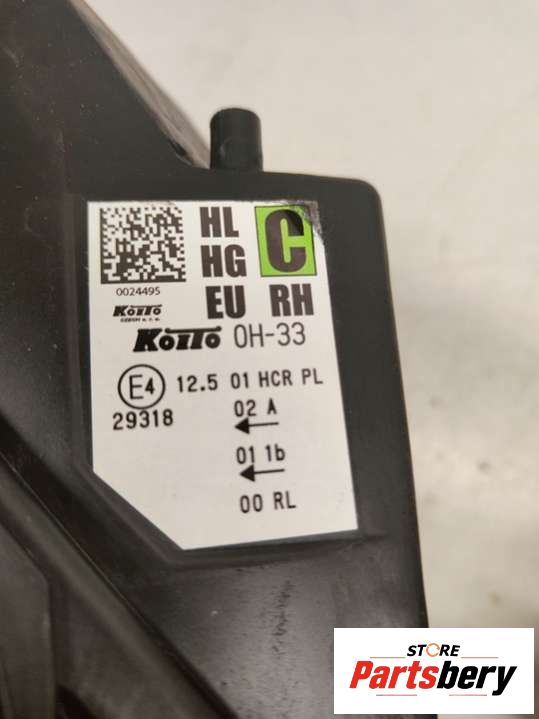 HL C
HG
EU RH
0024495
KOITO
CZECH s. r. o.
KOITO 0H-33
E4 12.5 01 HCR PL
29318 02 A
01 1b
00 RL
STORE
Partsbery